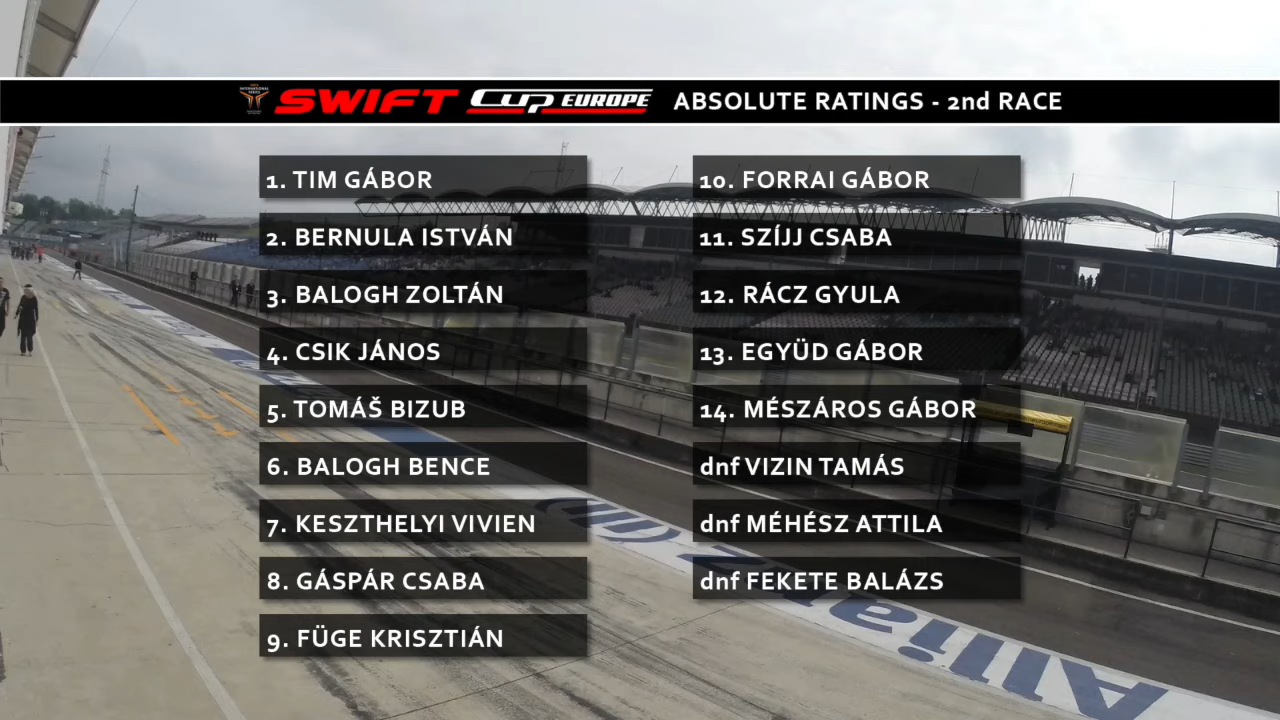 SWIFT CUP EUROPE ABSOLUTE RATINGS - 2nd RACE
1. TIM GÁBOR
2. BERNULA ISTVÁN
3. BALOGH ZOLTÁN
4. CSIK JÁNOS
5. TOMÁŠ BIZUB
6. BALOGH BENCE
7. KESZTHELYI VIVIEN
8. GÁSPÁR CSABA
9. FÜGE KRISZTIÁN
10. FORRAI GÁBOR
11. SZÍJJ CSABA
12. RÁCZ GYULA
13. EGYÜD GÁBOR
14. MÉSZÁROS GÁBOR
dnf VIZIN TAMÁS
dnf MÉHÉSZ ATTILA
dnf FEKETE BALÁZS
Allianz